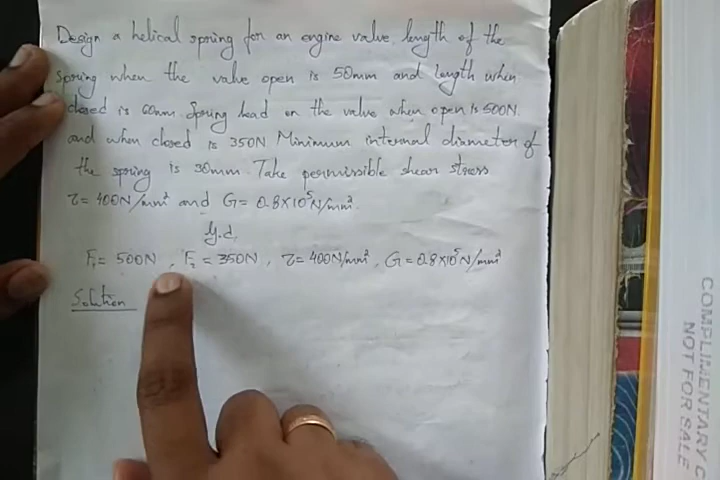 Design a helical spring for an engine valve, length of the
spring when the valve open is 50mm and length when
closed is 60mm. Spring load on the valve when open is 500N.
and when closed is 350N Minimum internal diameter of
the spring is 30mm. Take permissible shear stress
τ = 400N/mm² and G = 0.8×10⁵N/mm².
G.d
F₁ = 500N , F₂ = 350N , τ = 400N/mm² , G = 0.8×10⁵N/mm²
Solution
COMPLIMENTARY C
NOT FOR SALE